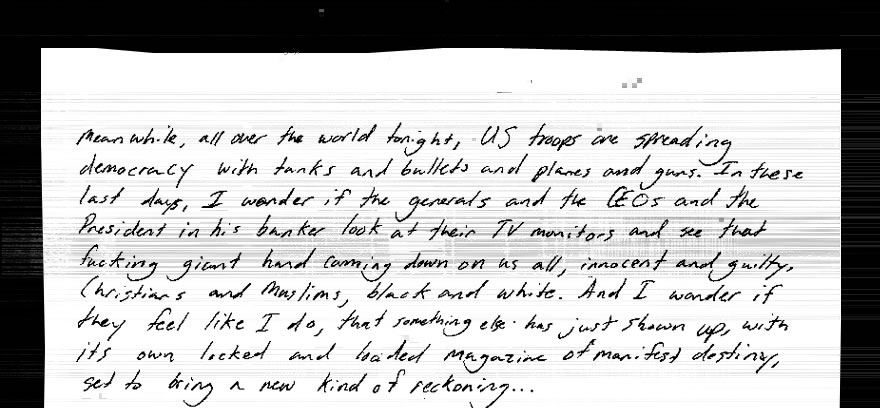 Meanwhile, all over the world tonight, US troops are spreading
democracy with tanks and bullets and planes and guns. In these
last days, I wonder if the generals and the CEOs and the
President in his bunker look at their TV monitors and see that
fucking giant hand coming down on us all, innocent and guilty,
Christians and Muslims, black and white. And I wonder if
they feel like I do, that something else has just shown up, with
its own locked and loaded magazine of manifest destiny,
set to bring a new kind of reckoning...